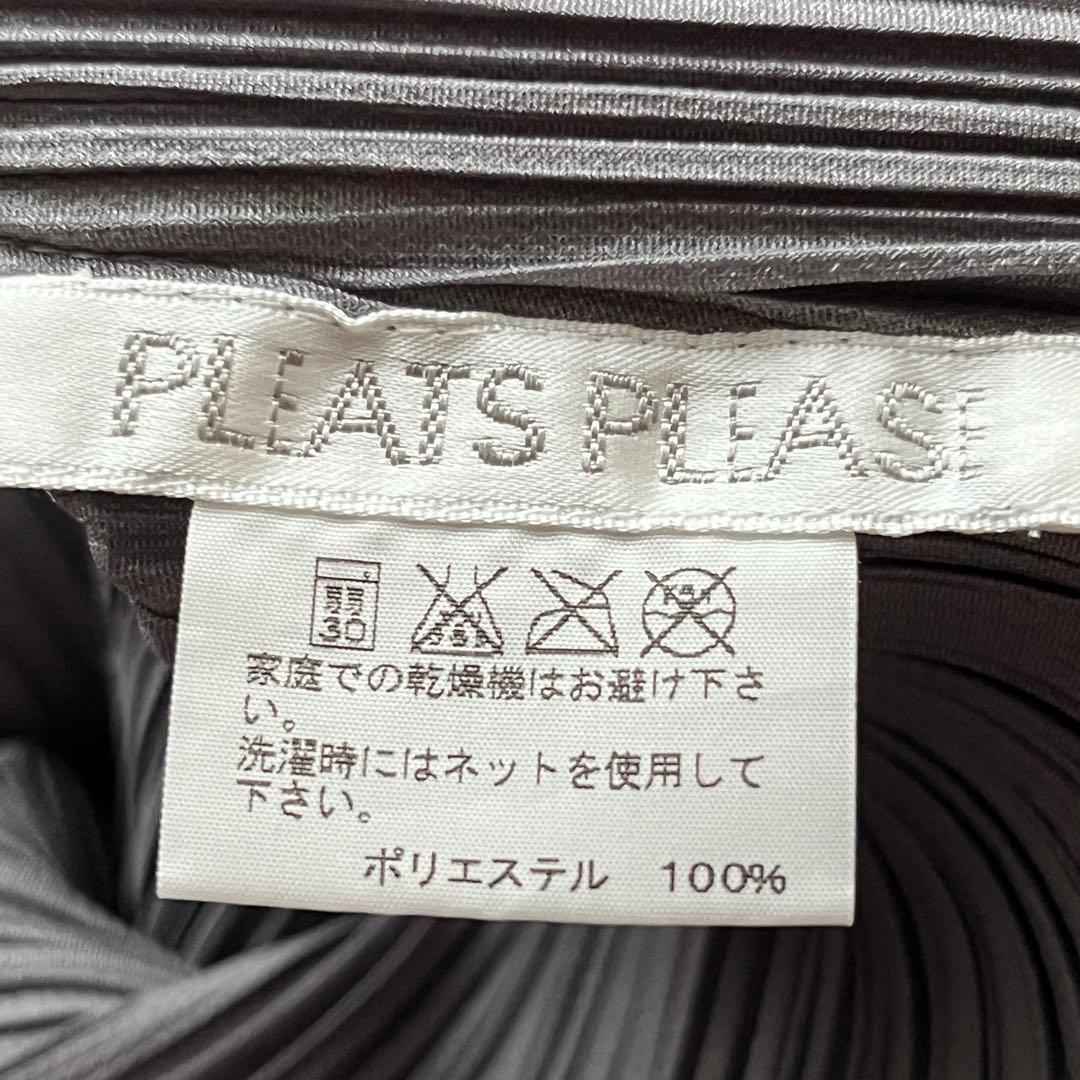 PLEATS PLEASE
弱
30
家庭での乾燥機はお避け下さ
い。
洗濯時にはネットを使用して
下さい。
ポリエステル 100%